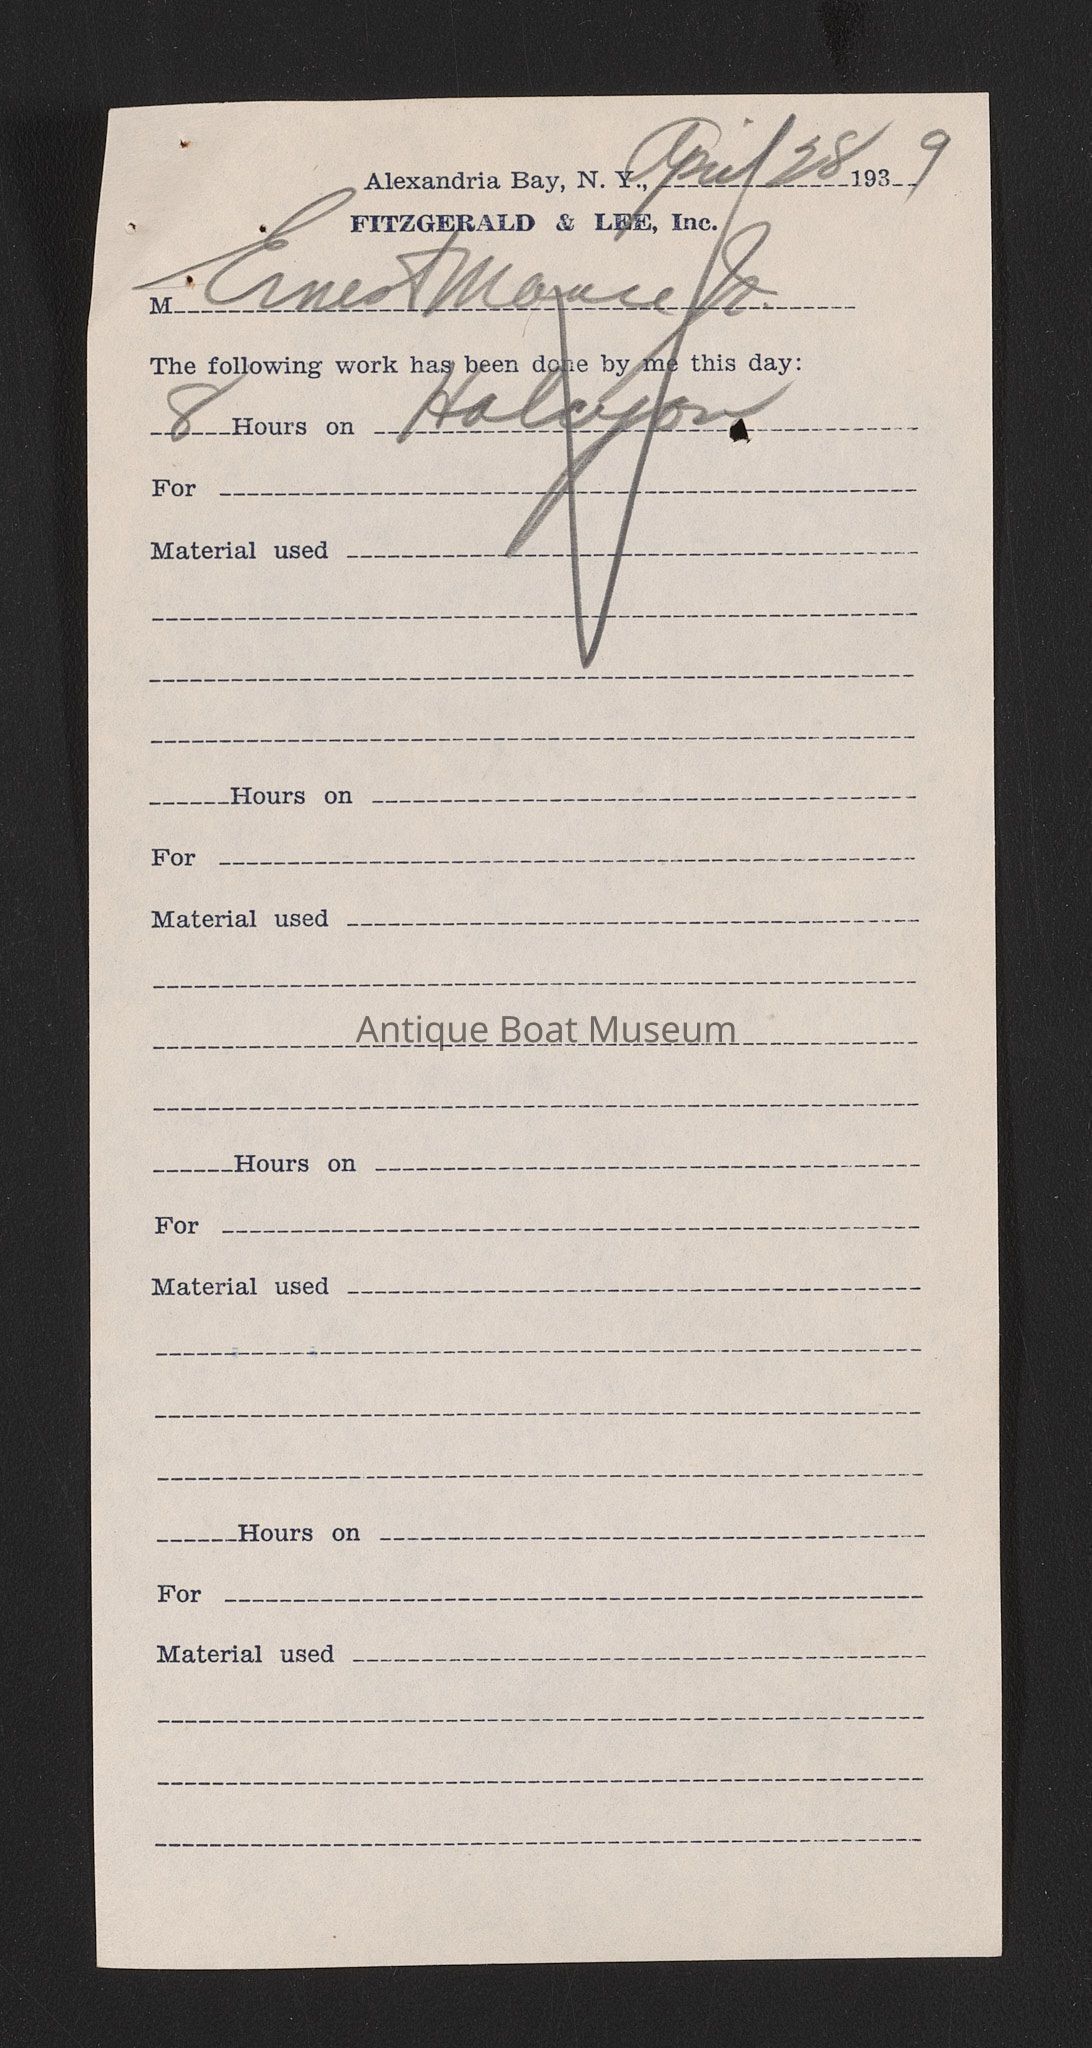 Alexandria Bay, N. Y., April 28 1939
FITZGERALD & LEE, Inc.
M Ernest Jr.
The following work has been done by me this day:
8 Hours on Halcyon
For
Material used
Hours on
For
Material used
Antique Boat Museum
Hours on
For
Material used
Hours on
For
Material used